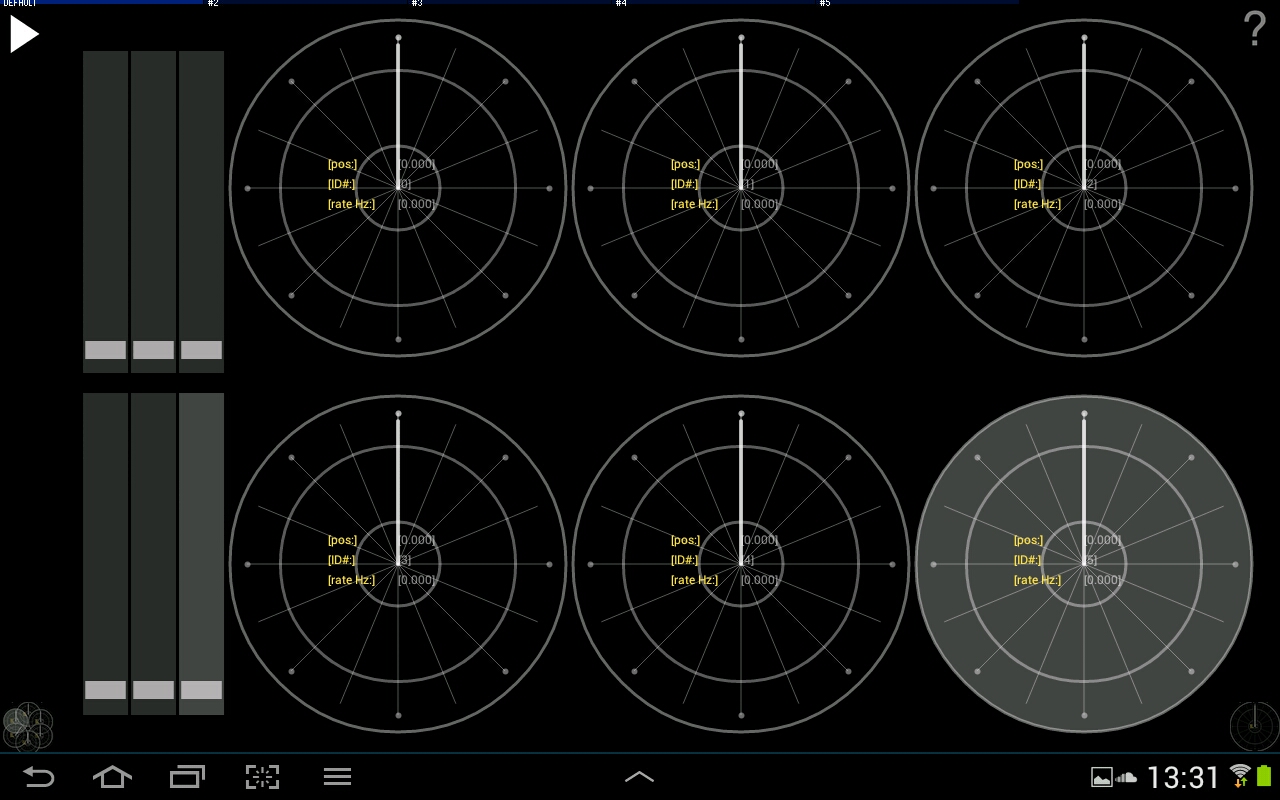 DEFAULT #2 #3 #4 #5
?
[pos:] [0.000]
[ID#:] [0]
[rate Hz:] [0.000]
[pos:] [0.000]
[ID#:] [1]
[rate Hz:] [0.000]
[pos:] [0.000]
[ID#:] [2]
[rate Hz:] [0.000]
[pos:] [0.000]
[ID#:] [3]
[rate Hz:] [0.000]
[pos:] [0.000]
[ID#:] [4]
[rate Hz:] [0.000]
[pos:] [0.000]
[ID#:] [5]
[rate Hz:] [0.000]
13:31